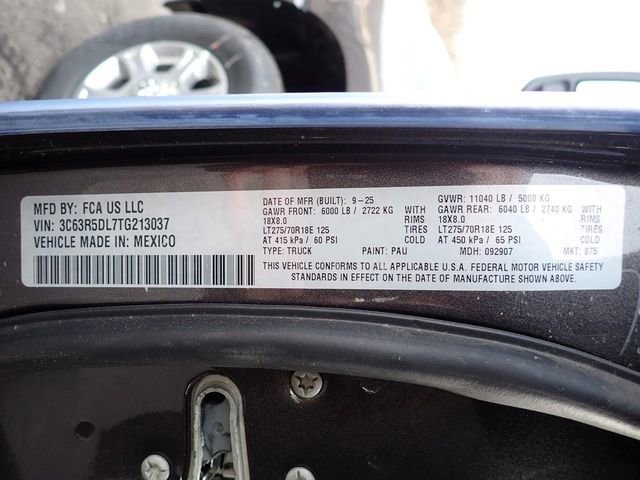 MFD BY: FCA US LLC
VIN: 3C63R5DL7TG213037
VEHICLE MADE IN: MEXICO
DATE OF MFR (BUILT): 9-25 GVWR: 11040 LB / 5008 KG
GAWR FRONT: 6000 LB / 2722 KG WITH GAWR REAR: 6040 LB / 2740 KG WITH
18X8.0 RIMS 18X8.0 RIMS
LT275/70R18E 125 TIRES LT275/70R18E 125 TIRES
AT 415 kPa / 60 PSI COLD AT 450 kPa / 65 PSI COLD
TYPE: TRUCK PAINT: PAU MDH: 092907 MKT: 875
THIS VEHICLE CONFORMS TO ALL APPLICABLE U.S.A. FEDERAL MOTOR VEHICLE SAFETY
STANDARDS IN EFFECT ON THE DATE OF MANUFACTURE SHOWN ABOVE.